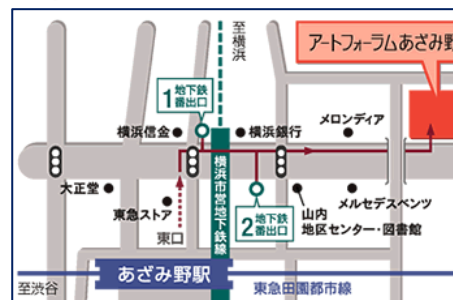 至横浜
アートフォーラムあざみ野
地下鉄
1番出口
横浜信金
横浜銀行
メロンディア
大正堂
東急ストア
東口
横浜市営地下鉄線
地下鉄
2番出口
山内
地区センター・図書館
メルセデスベンツ
あざみ野駅
至渋谷
東急田園都市線